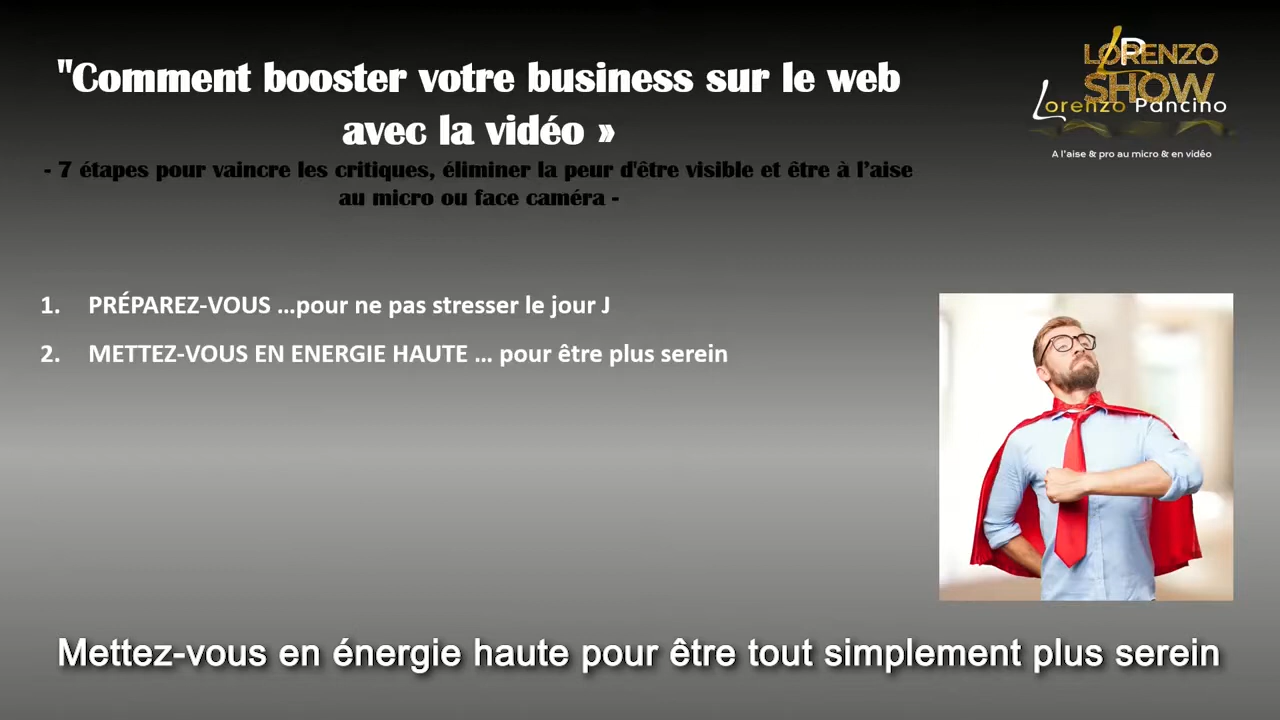 "Comment booster votre business sur le web
avec la vidéo »
- 7 étapes pour vaincre les critiques, éliminer la peur d'être visible et être à l'aise
au micro ou face caméra -
LP
LORENZO
SHOW
Lorenzo Pancino
A l'aise & pro au micro & en vidéo
1. PRÉPAREZ-VOUS ...pour ne pas stresser le jour J
2. METTEZ-VOUS EN ENERGIE HAUTE ... pour être plus serein
Mettez-vous en énergie haute pour être tout simplement plus serein